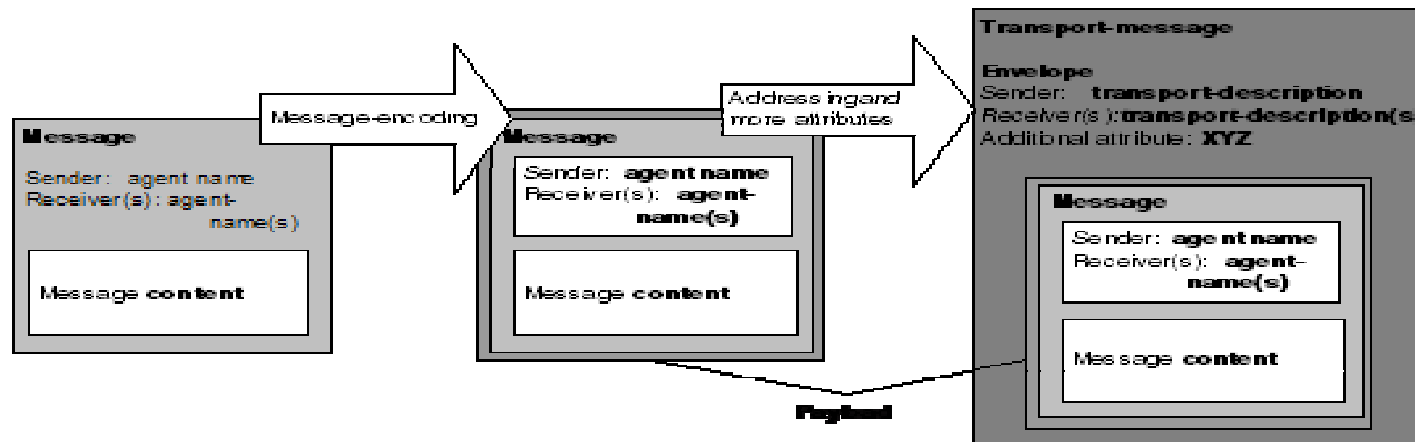 Message
Sender: agent name
Receiver(s): agent-
name(s)
Message content
Message-encoding
Message
Sender: agent name
Receiver(s): agent-
name(s)
Message content
Addressing and
more attributes
Transport-message
Envelope
Sender: transport-description
Receiver(s):transport-description(s
Additional attribute: XYZ
Message
Sender: agent name
Receiver(s): agent-
name(s)
Message content
Payload